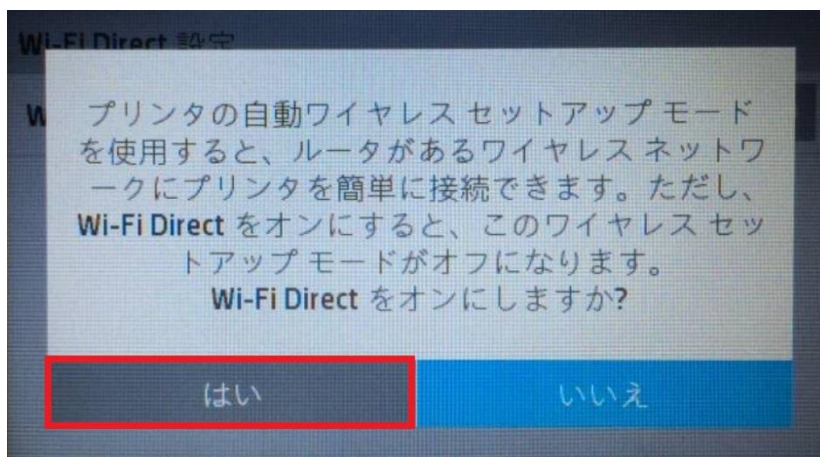 Wi-Fi Direct 設定
W
プリンタの自動ワイヤレス セットアップ モード
を使用すると、ルータがあるワイヤレス ネットワ
ークにプリンタを簡単に接続できます。ただし、
Wi-Fi Direct をオンにすると、このワイヤレス セッ
トアップ モードがオフになります。
Wi-Fi Direct をオンにしますか?
はい
いいえ